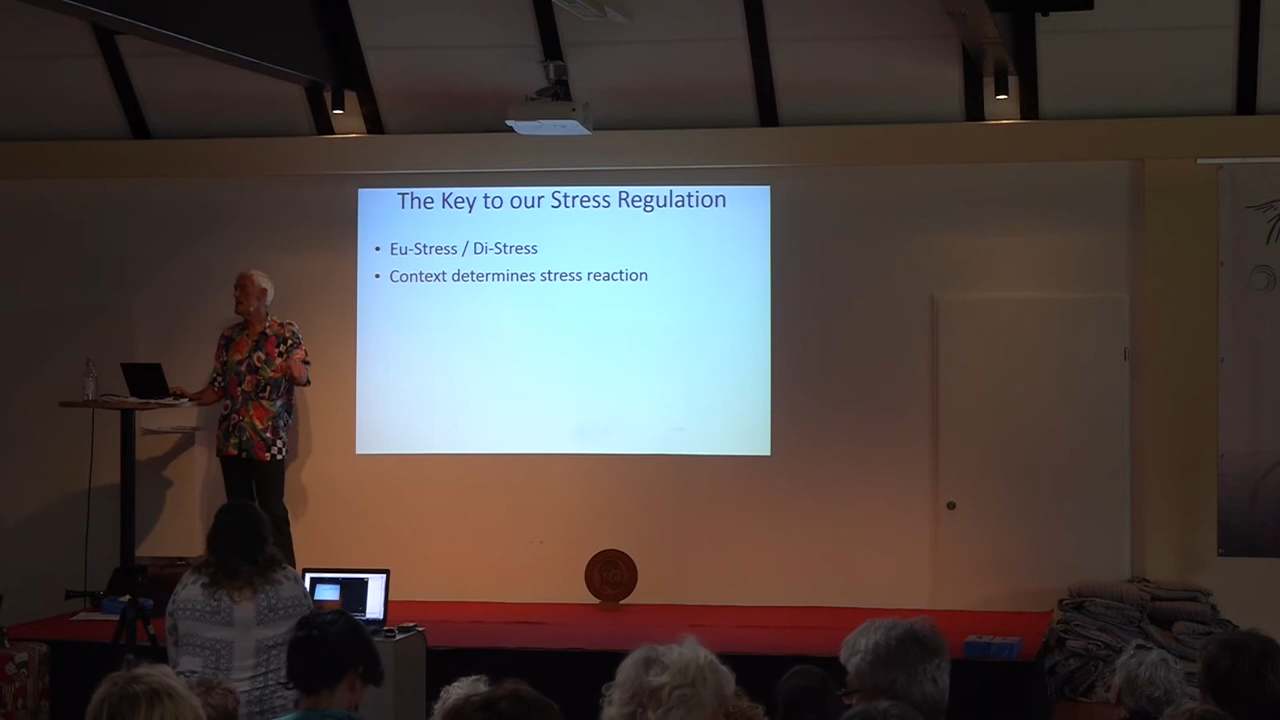 The Key to our Stress Regulation
• Eu-Stress / Di-Stress
• Context determines stress reaction